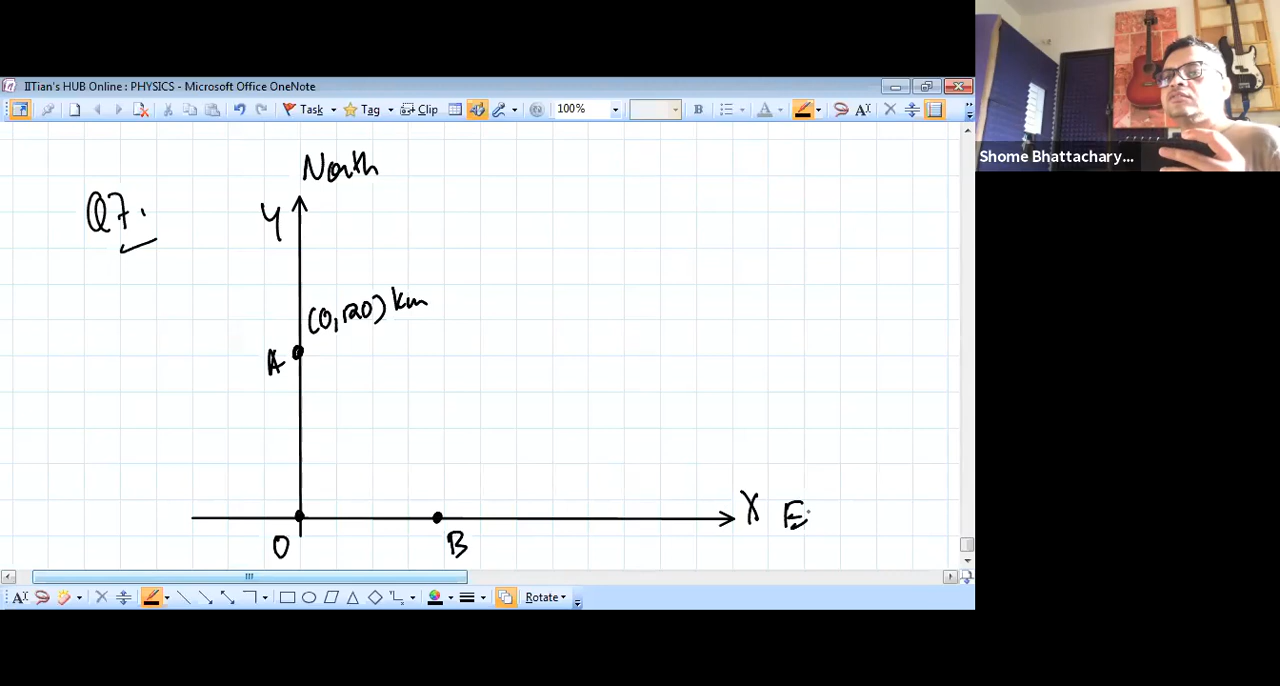 IITian's HUB Online : PHYSICS - Microsoft Office OneNote
Task Tag Clip 100% B A
North
Q7.
Y
(0,120) km
A
X E
O B
Rotate
Shome Bhattachary...